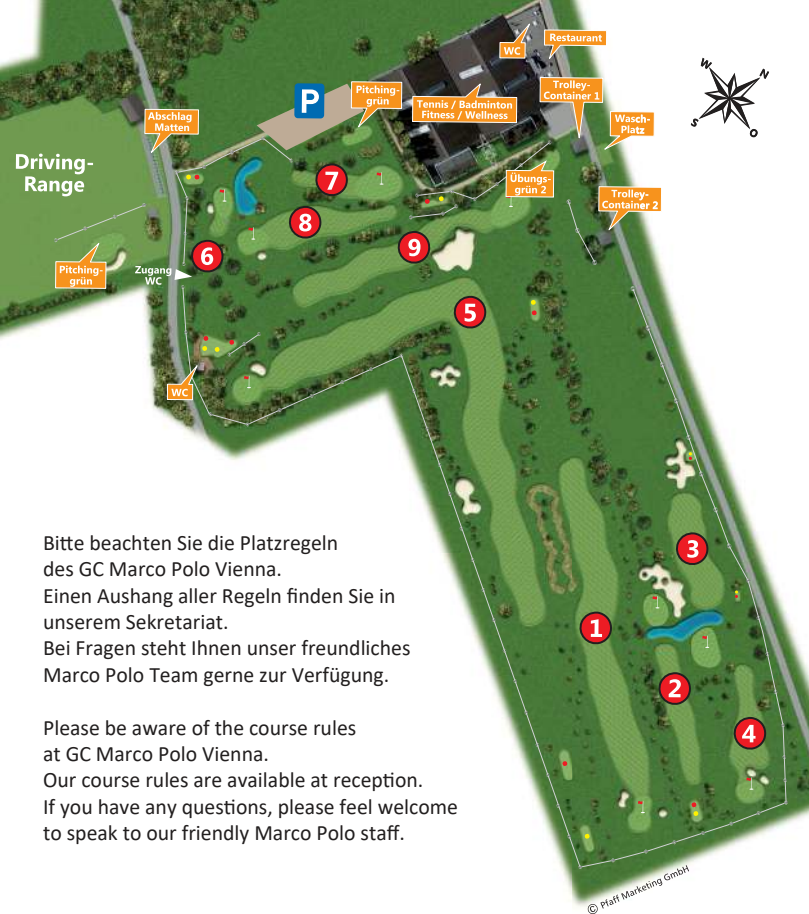 WC
Restaurant
P
Pitching-
grün
Tennis / Badminton
Fitness / Wellness
Trolley-
Container 1
W
N
S
O
Abschlag
Matten
Wasch-
Platz
Driving-
Range
7
Übungs-
grün 2
Trolley-
Container 2
8
9
6
Pitching-
grün
Zugang
WC
5
WC
3
1
2
4
Bitte beachten Sie die Platzregeln
des GC Marco Polo Vienna.
Einen Aushang aller Regeln finden Sie in
unserem Sekretariat.
Bei Fragen steht Ihnen unser freundliches
Marco Polo Team gerne zur Verfügung.
Please be aware of the course rules
at GC Marco Polo Vienna.
Our course rules are available at reception.
If you have any questions, please feel welcome
to speak to our friendly Marco Polo staff.
© Pfaff Marketing GmbH